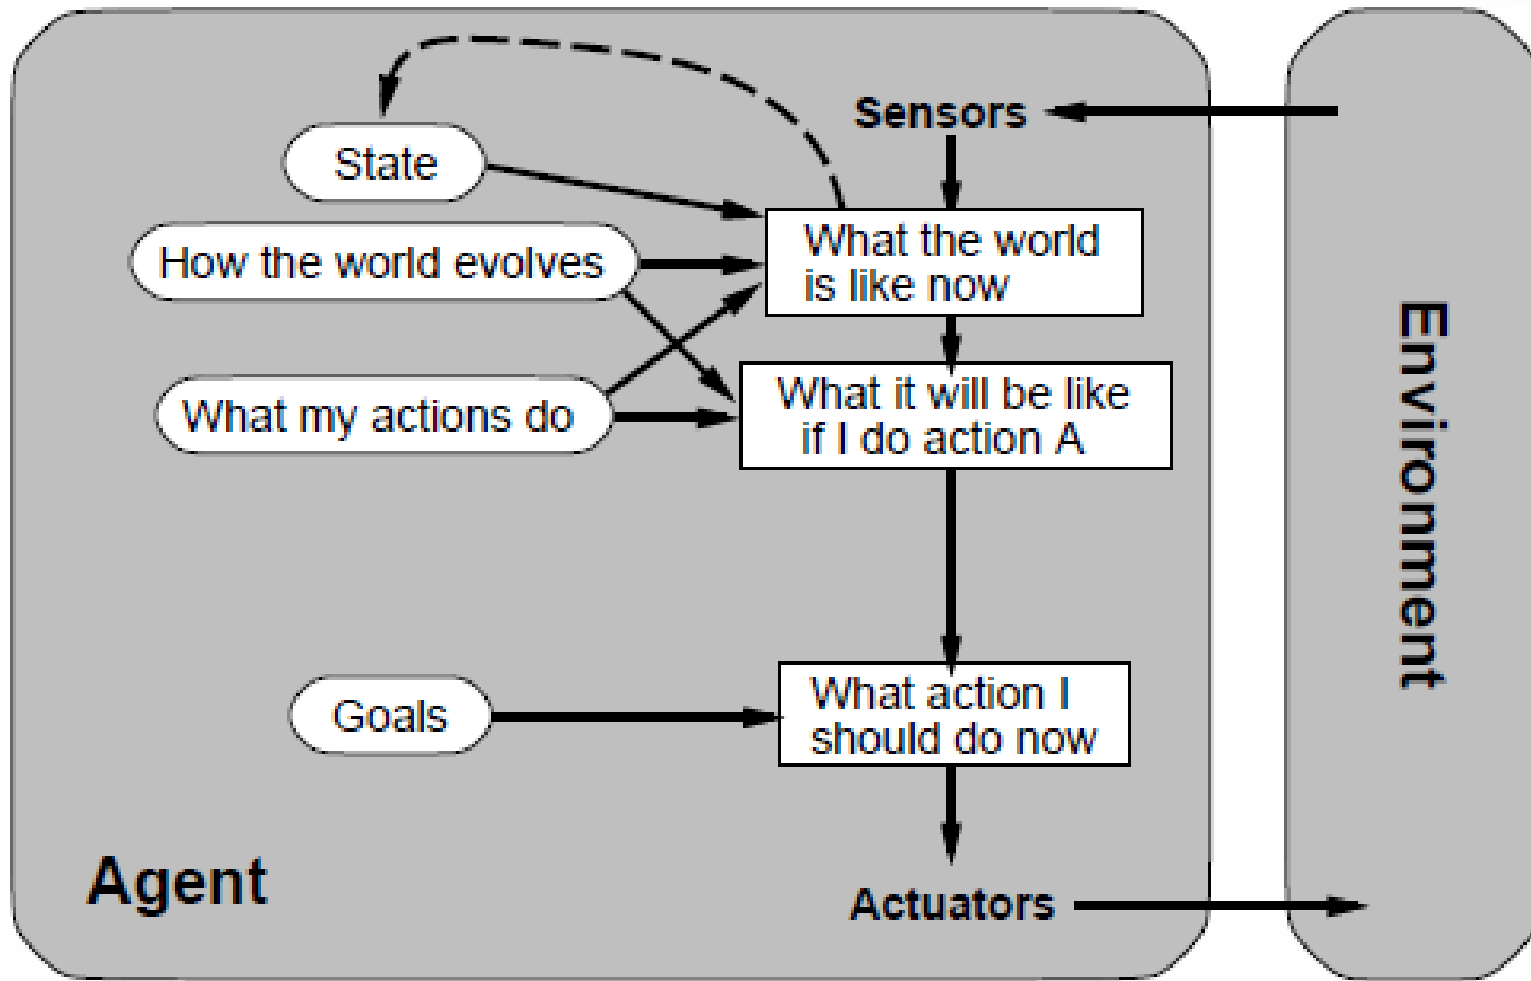 Sensors
State
What the world
is like now
How the world evolves
What it will be like
if I do action A
What my actions do
Goals
What action I
should do now
Agent
Actuators
Environment